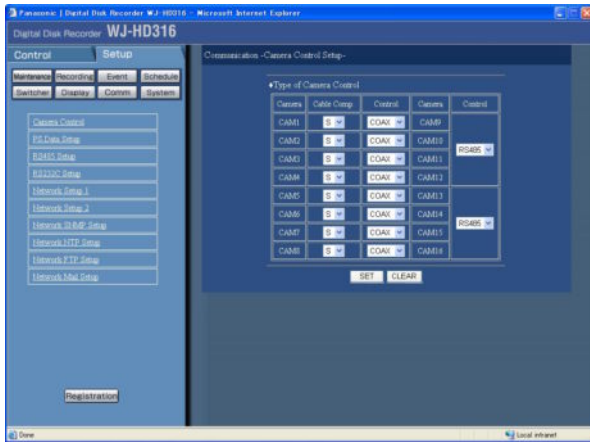 Panasonic | Digital Disk Recorder WJ-HD316 - Microsoft Internet Explorer
Digital Disk Recorder WJ-HD316
Control Setup
Maintenance Recording Event Schedule
Switcher Display Comm System
Camera Control
PS.Data Setup
RS485 Setup
RS232C Setup
Network Setup 1
Network Setup 2
Network SNMP Setup
Network NTP Setup
Network FTP Setup
Network Mail Setup
Registration
Communication -Camera Control Setup-
♦Type of Camera Control
Camera Cable Comp Control Camera Control
CAM1 S COAX CAM9
CAM2 S COAX CAM10
RS485
CAM3 S COAX CAM11
CAM4 S COAX CAM12
CAM5 S COAX CAM13
CAM6 S COAX CAM14
RS485
CAM7 S COAX CAM15
CAM8 S COAX CAM16
SET CLEAR
Done Local intranet